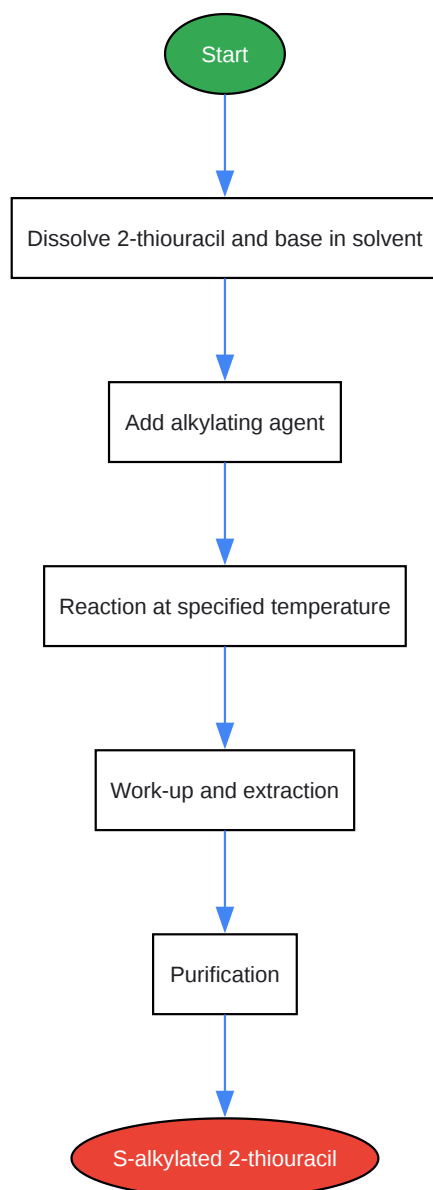 Start
Dissolve 2-thiouracil and base in solvent
Add alkylating agent
Reaction at specified temperature
Work-up and extraction
Purification
S-alkylated 2-thiouracil